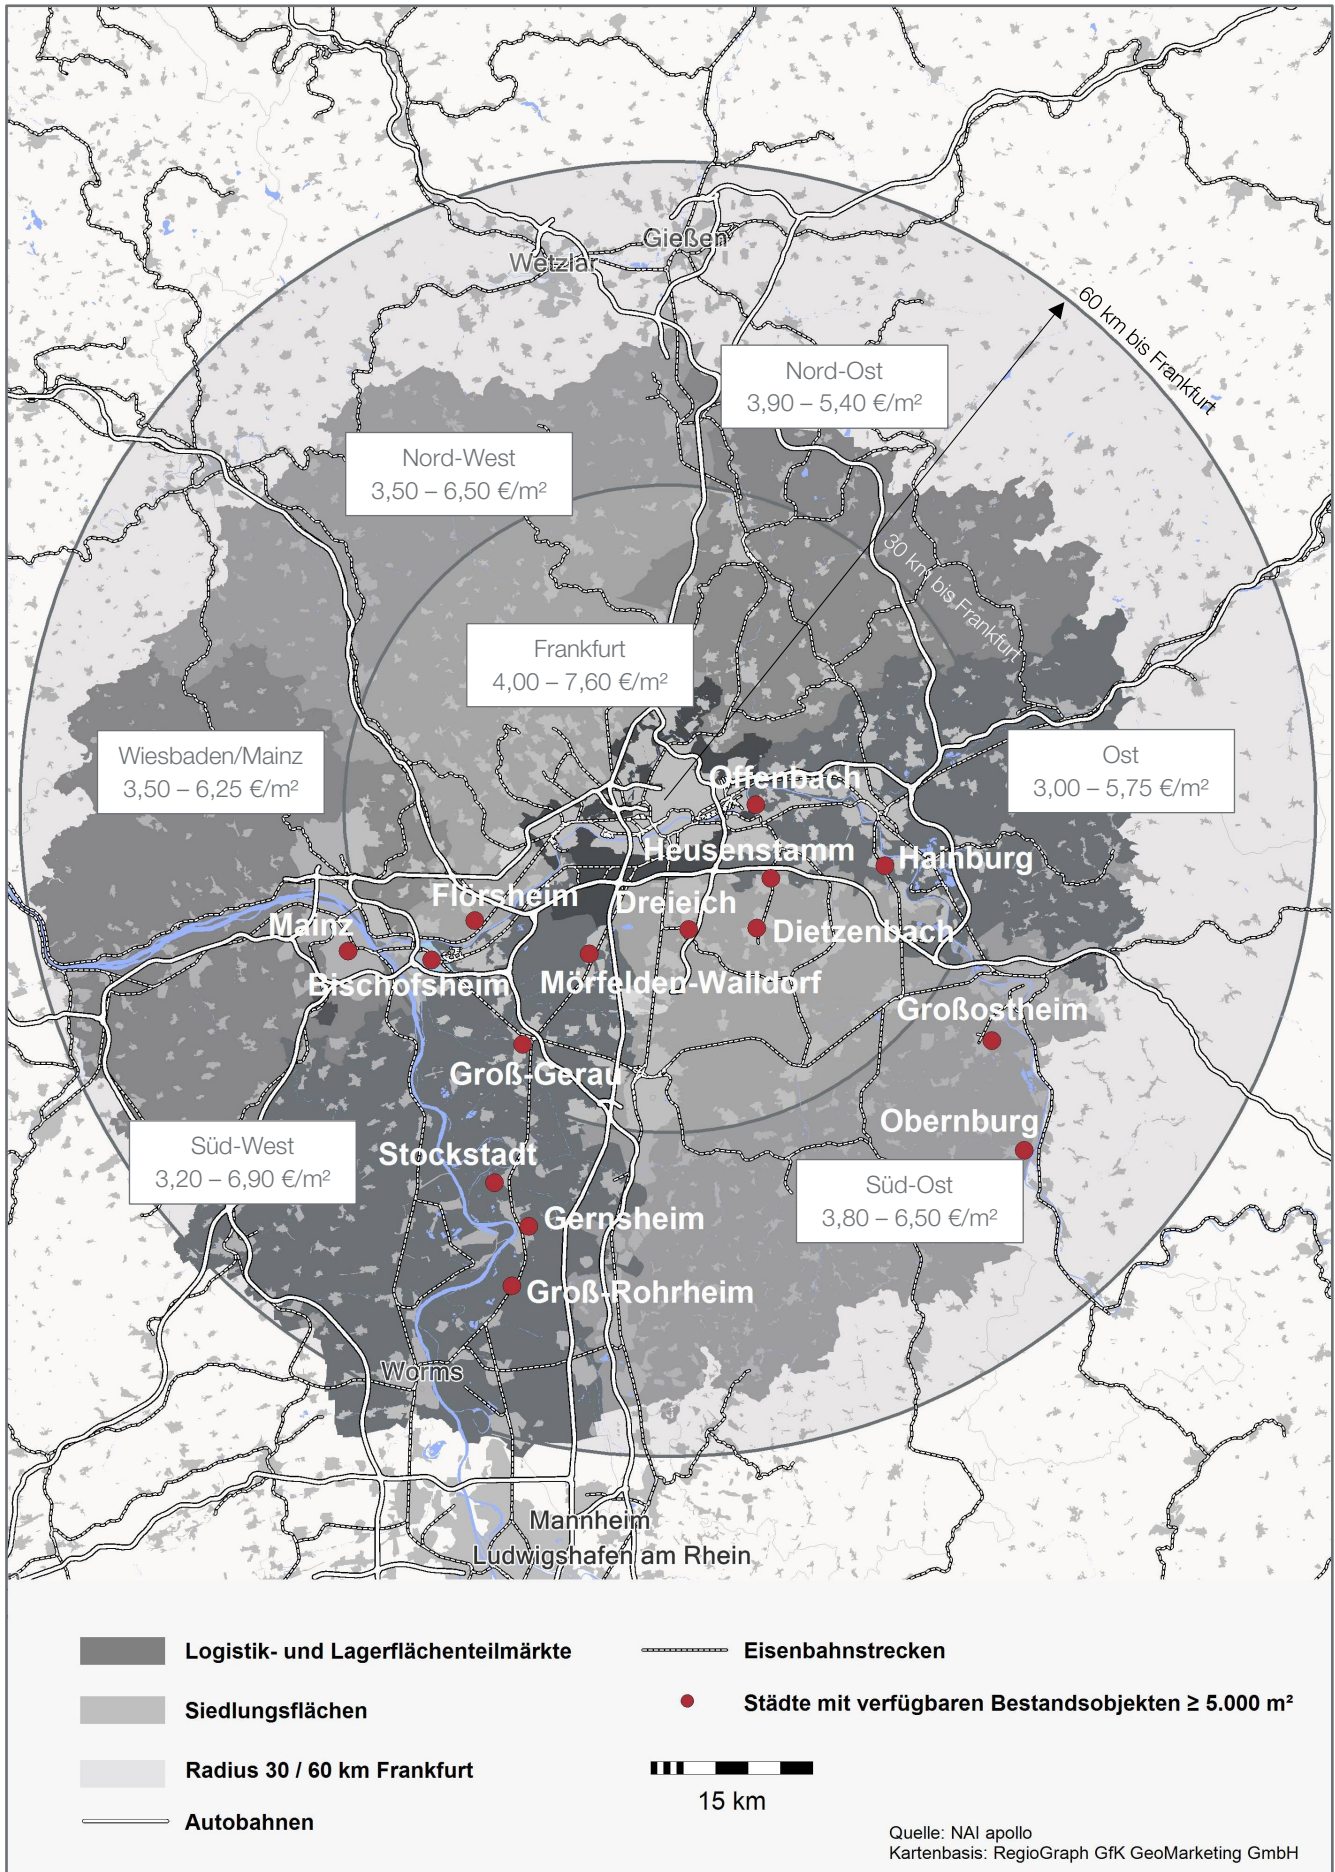 Gießen
Wetzlar
60 km bis Frankfurt
Nord-Ost
3,90 – 5,40 €/m²
Nord-West
3,50 – 6,50 €/m²
30 km bis Frankfurt
Frankfurt
4,00 – 7,60 €/m²
Wiesbaden/Mainz
3,50 – 6,25 €/m²
Ost
3,00 – 5,75 €/m²
Offenbach
Heusenstamm
Hainburg
Flörsheim
Dreieich
Mainz
Dietzenbach
Bischofsheim
Mörfelden-Walldorf
Großostheim
Groß-Gerau
Obernburg
Süd-West
3,20 – 6,90 €/m²
Stockstadt
Süd-Ost
3,80 – 6,50 €/m²
Gernsheim
Groß-Rohrheim
Worms
Mannheim
Ludwigshafen am Rhein
Logistik- und Lagerflächenteilmärkte
Siedlungsflächen
Radius 30 / 60 km Frankfurt
Autobahnen
Eisenbahnstrecken
Städte mit verfügbaren Bestandsobjekten ≥ 5.000 m²
15 km
Quelle: NAI apollo
Kartenbasis: RegioGraph GfK GeoMarketing GmbH